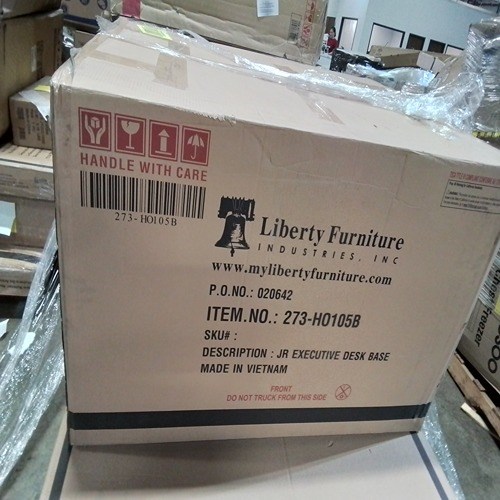 HANDLE WITH CARE
273-HO105B
Liberty Furniture
INDUSTRIES, INC
www.mylibertyfurniture.com
P.O.NO.: 020642
ITEM.NO.: 273-HO105B
SKU# :
DESCRIPTION : JR EXECUTIVE DESK BASE
MADE IN VIETNAM
FRONT
DO NOT TRUCK FROM THIS SIDE
Freezer